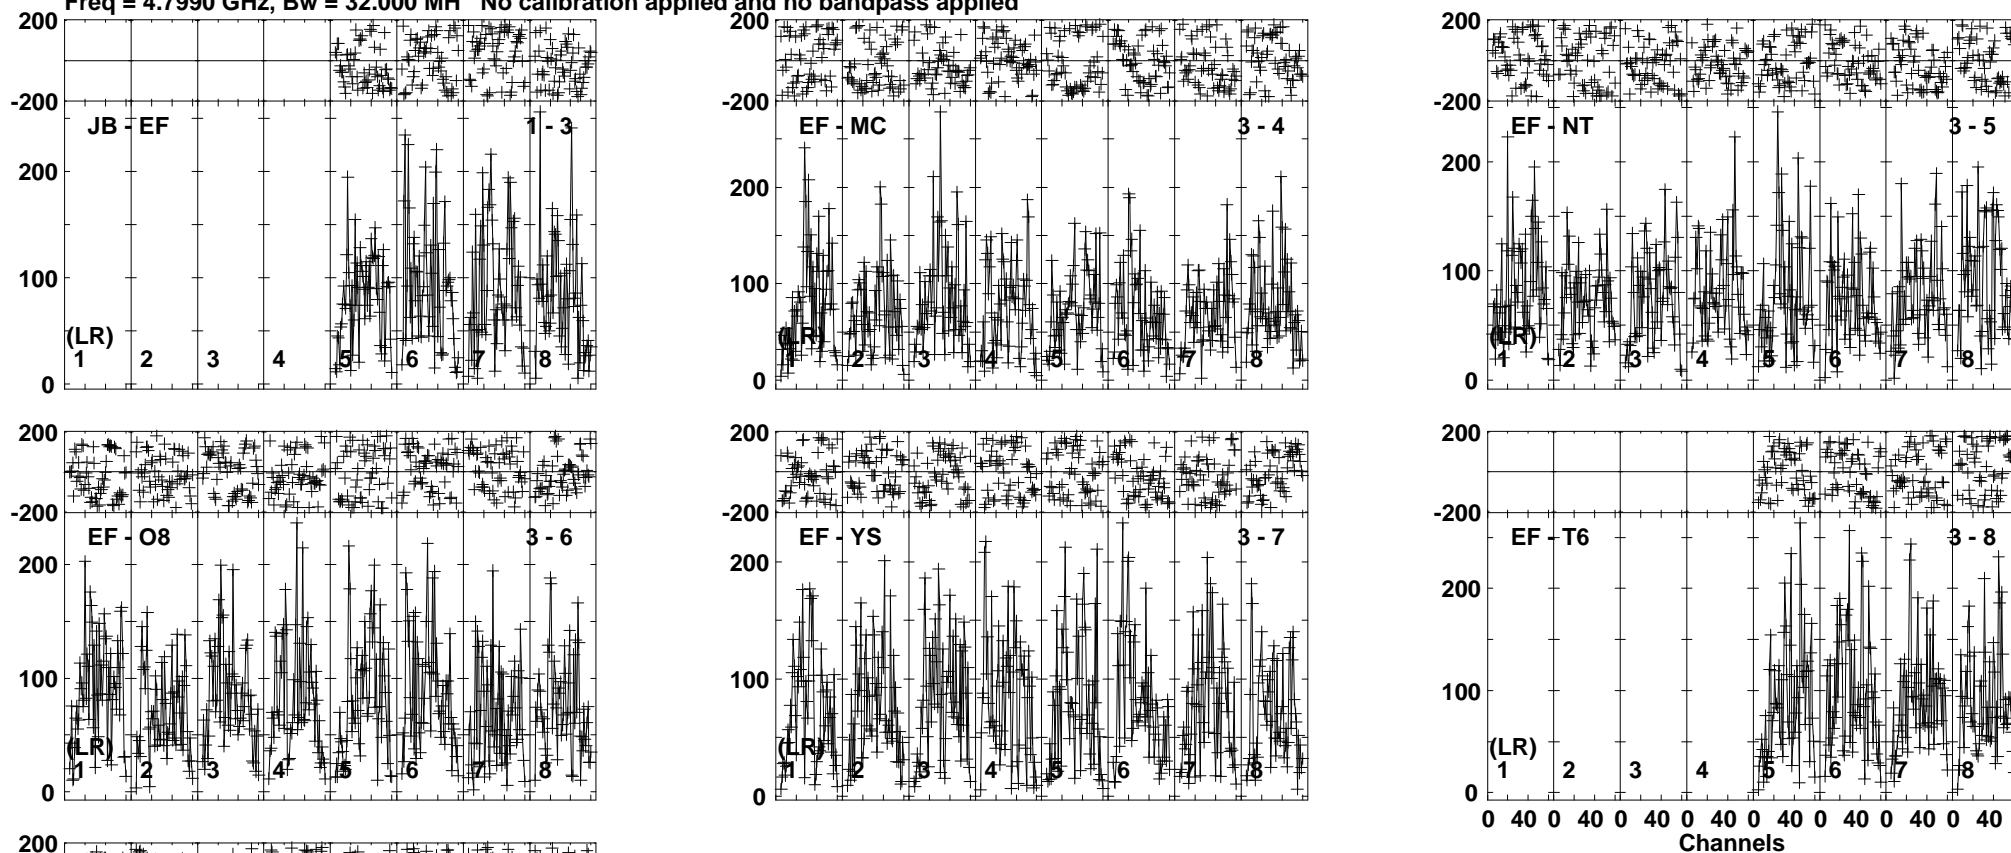 Freq = 4.7990 GHz, Bw = 32.000 MH No calibration applied and no bandpass applied
200
-200
JB - EF
1 - 3
200
100
0
(LR)
1 2 3 4 5 6 7 8
EF - MC
3 - 4
200
100
0
(LR)
1 2 3 4 5 6 7 8
200
-200
EF - NT
3 - 5
200
100
0
(LR)
1 2 3 4 5 6 7 8
200
-200
EF - O8
3 - 6
200
100
0
(LR)
1 2 3 4 5 6 7 8
200
-200
EF - YS
3 - 7
200
100
0
(LR)
1 2 3 4 5 6 7 8
200
-200
EF - T6
3 - 8
200
100
0
(LR)
1 2 3 4 5 6 7 8
0 40 0 40 0 40 0 40 0 40 0 40 0 40 0 40
Channels
200